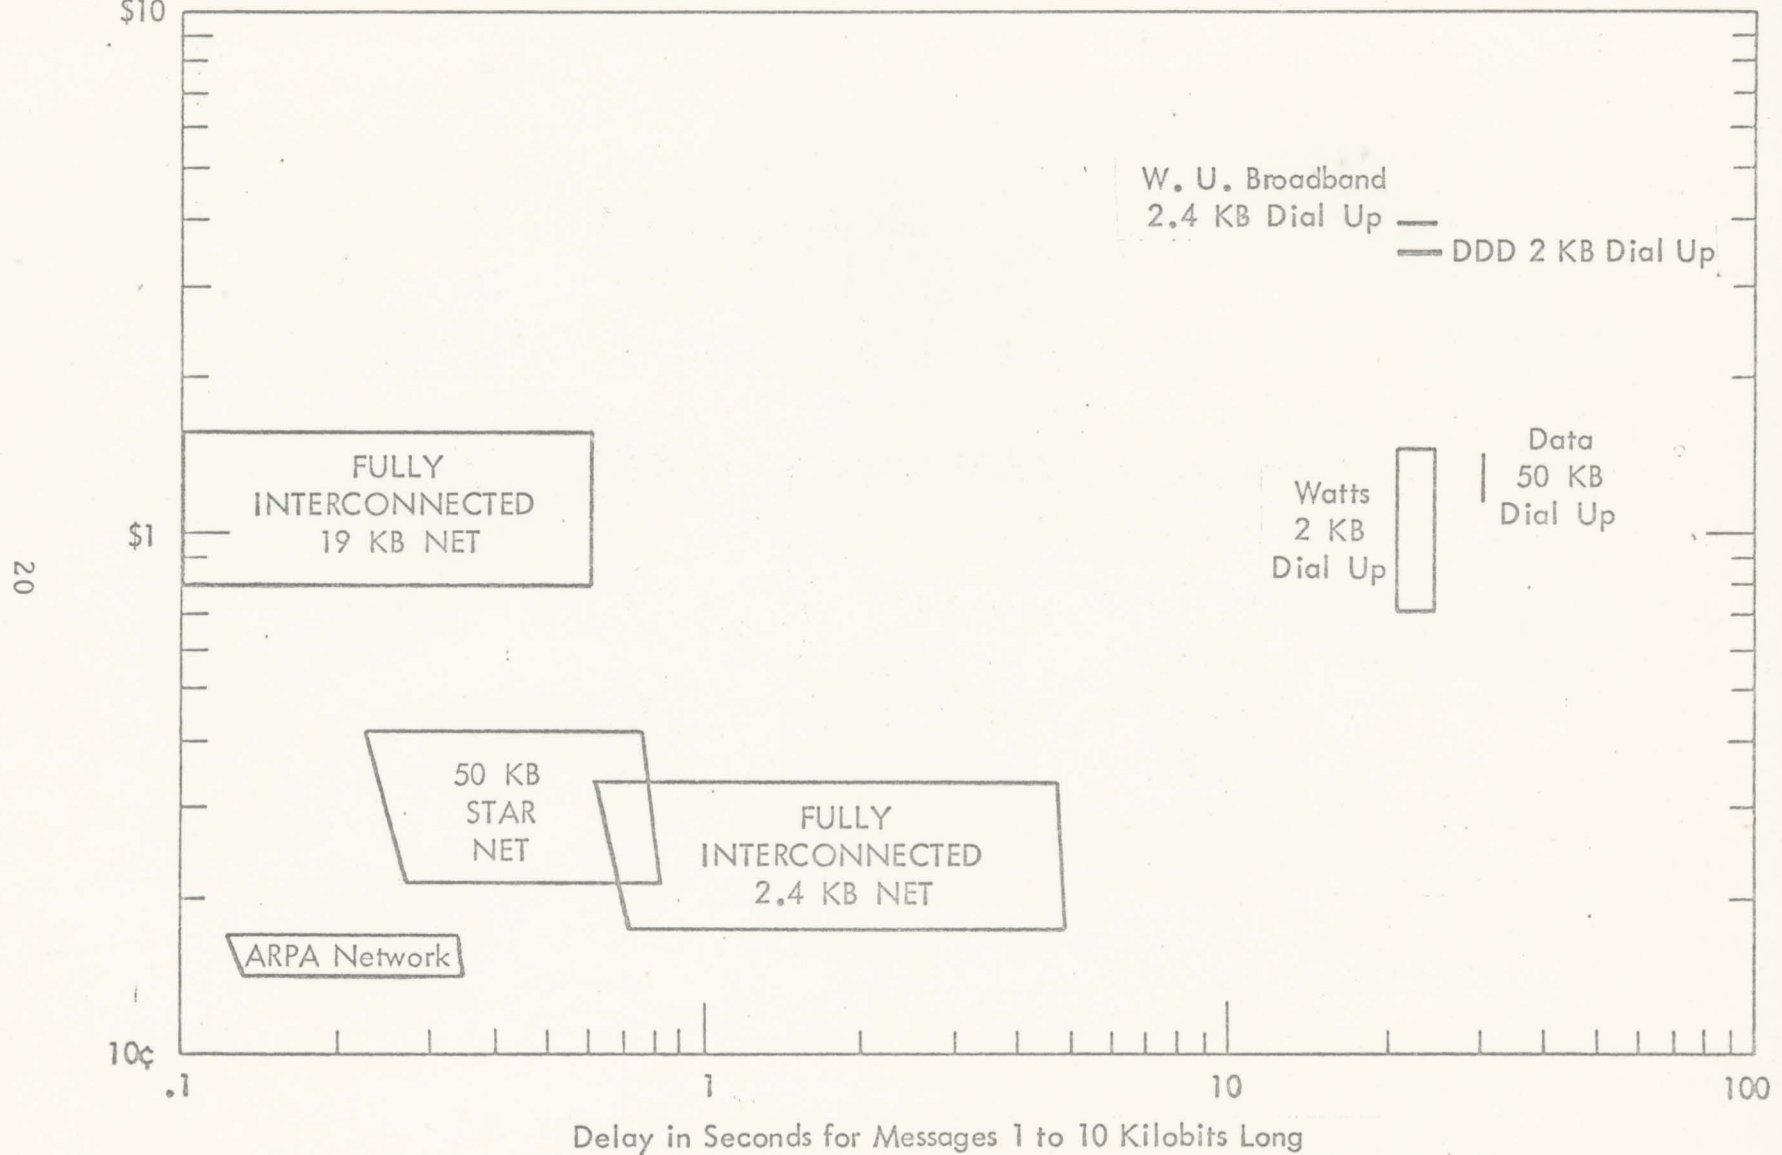 $10
W. U. Broadband
2.4 KB Dial Up
DDD 2 KB Dial Up
FULLY
INTERCONNECTED
19 KB NET
$1
Watts
2 KB
Dial Up
Data
50 KB
Dial Up
20
50 KB
STAR
NET
FULLY
INTERCONNECTED
2.4 KB NET
ARPA Network
10¢
.1
1
10
100
Delay in Seconds for Messages 1 to 10 Kilobits Long